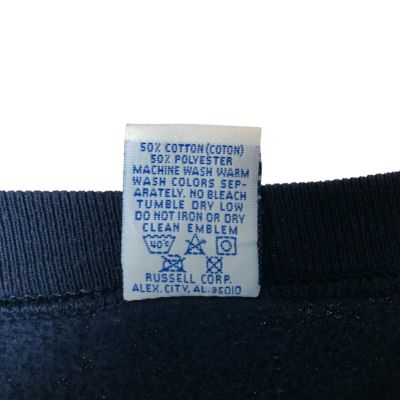 50% COTTON (COTON)
50% POLYESTER
MACHINE WASH WARM
WASH COLORS SEP-
ARATELY. NO BLEACH
TUMBLE DRY LOW
DO NOT IRON OR DRY
CLEAN EMBLEM
40°
RUSSELL CORP.
ALEX. CITY, AL. 35010